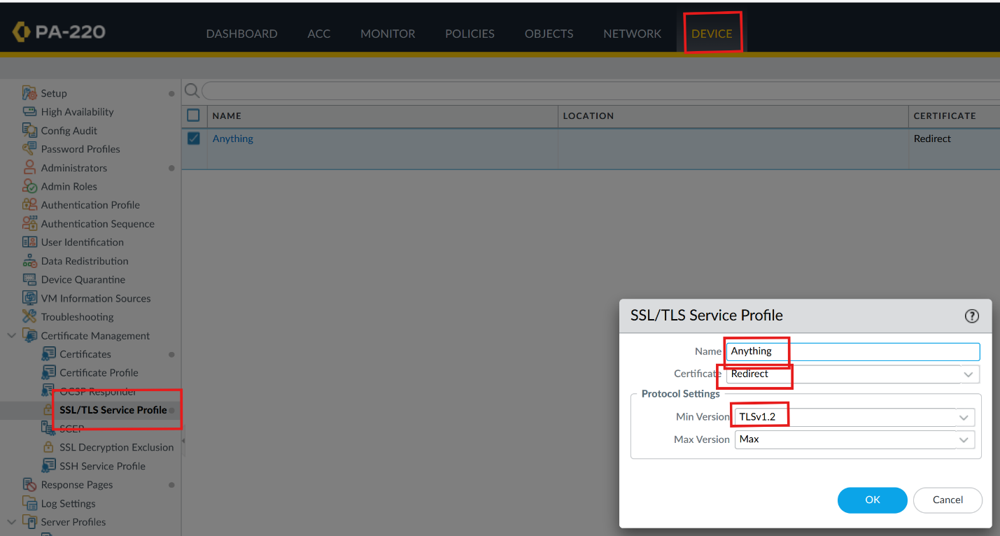 PA-220
DASHBOARD ACC MONITOR POLICIES OBJECTS NETWORK DEVICE
Setup
High Availability
Config Audit
Password Profiles
Administrators
Admin Roles
Authentication Profile
Authentication Sequence
User Identification
Data Redistribution
Device Quarantine
VM Information Sources
Troubleshooting
Certificate Management
Certificates
Certificate Profile
OCSP Responder
SSL/TLS Service Profile
SCEP
SSL Decryption Exclusion
SSH Service Profile
Response Pages
Log Settings
Server Profiles
NAME LOCATION CERTIFICATE
Anything Redirect
SSL/TLS Service Profile ?
Name Anything
Certificate Redirect
Protocol Settings
Min Version TLSv1.2
Max Version Max
OK Cancel